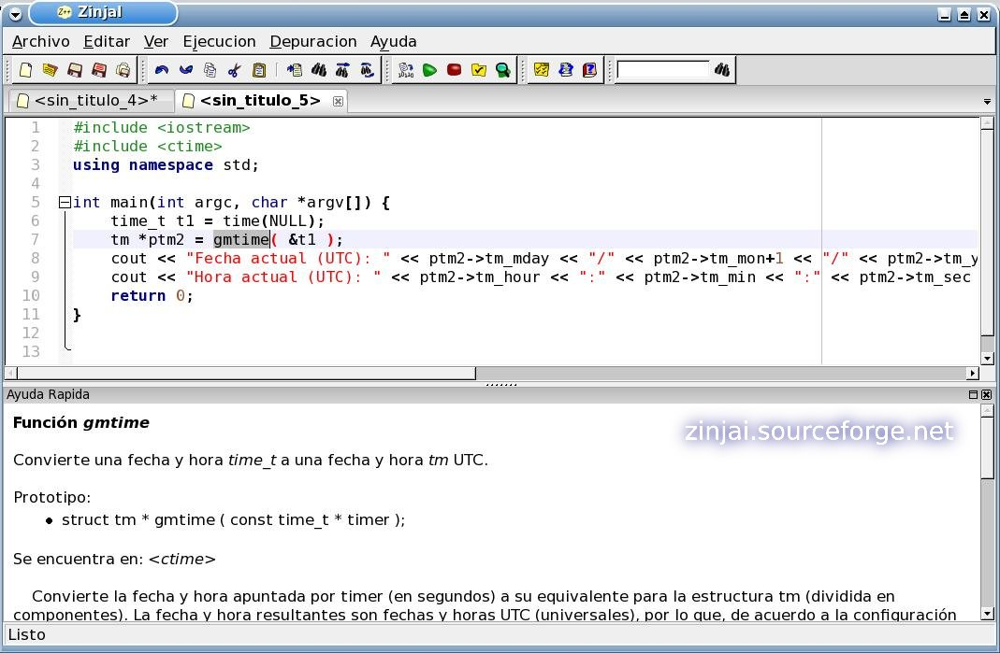 ZinjaI
Archivo Editar Ver Ejecucion Depuracion Ayuda
<sin_titulo_4>* <sin_titulo_5>
1 #include <iostream>
2 #include <ctime>
3 using namespace std;
4
5 int main(int argc, char *argv[]) {
6 time_t t1 = time(NULL);
7 tm *ptm2 = gmtime( &t1 );
8 cout << "Fecha actual (UTC): " << ptm2->tm_mday << "/" << ptm2->tm_mon+1 << "/" << ptm2->tm_y
9 cout << "Hora actual (UTC): " << ptm2->tm_hour << ":" << ptm2->tm_min << ":" << ptm2->tm_sec
10 return 0;
11 }
12
13
Ayuda Rapida
Función gmtime
zinjai.sourceforge.net
Convierte una fecha y hora time_t a una fecha y hora tm UTC.
Prototipo:
• struct tm * gmtime ( const time_t * timer );
Se encuentra en: <ctime>
Convierte la fecha y hora apuntada por timer (en segundos) a su equivalente para la estructura tm (dividida en
componentes). La fecha y hora resultantes son fechas y horas UTC (universales), por lo que, de acuerdo a la configuración
Listo